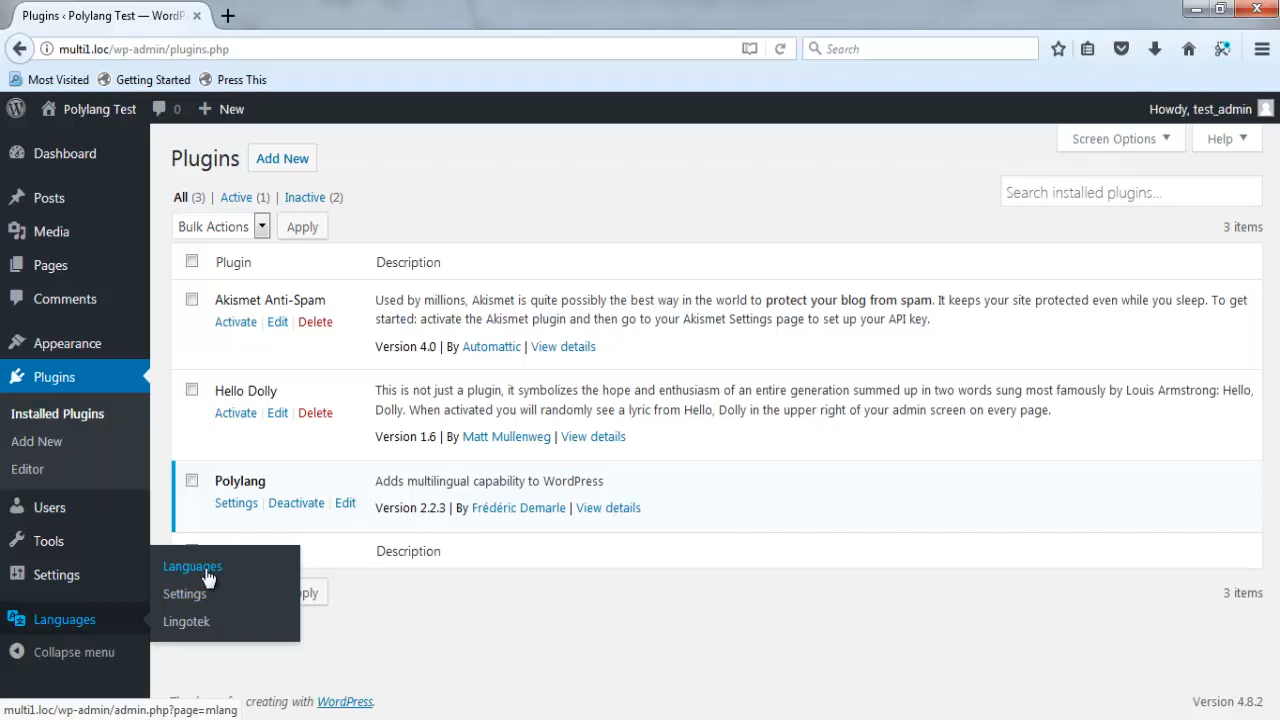 Plugins ‹ Polylang Test — WordP
multi1.loc/wp-admin/plugins.php
Search
Most Visited Getting Started Press This
Polylang Test 0 New Howdy, test_admin
Screen Options Help
Plugins Add New
All (3) | Active (1) | Inactive (2)
Search installed plugins...
Bulk Actions Apply
3 items
Plugin Description
Akismet Anti-Spam
Activate | Edit | Delete
Used by millions, Akismet is quite possibly the best way in the world to protect your blog from spam. It keeps your site protected even while you sleep. To get
started: activate the Akismet plugin and then go to your Akismet Settings page to set up your API key.
Version 4.0 | By Automattic | View details
Hello Dolly
Activate | Edit | Delete
This is not just a plugin, it symbolizes the hope and enthusiasm of an entire generation summed up in two words sung most famously by Louis Armstrong: Hello,
Dolly. When activated you will randomly see a lyric from Hello, Dolly in the upper right of your admin screen on every page.
Version 1.6 | By Matt Mullenweg | View details
Polylang
Settings | Deactivate | Edit
Adds multilingual capability to WordPress
Version 2.2.3 | By Frédéric Demarle | View details
Description
3 items
Dashboard
Posts
Media
Pages
Comments
Appearance
Plugins
Installed Plugins
Add New
Editor
Users
Tools
Settings
Languages
Collapse menu
Languages
Settings
Lingotek
creating with WordPress.
Version 4.8.2
multi1.loc/wp-admin/admin.php?page=mlang